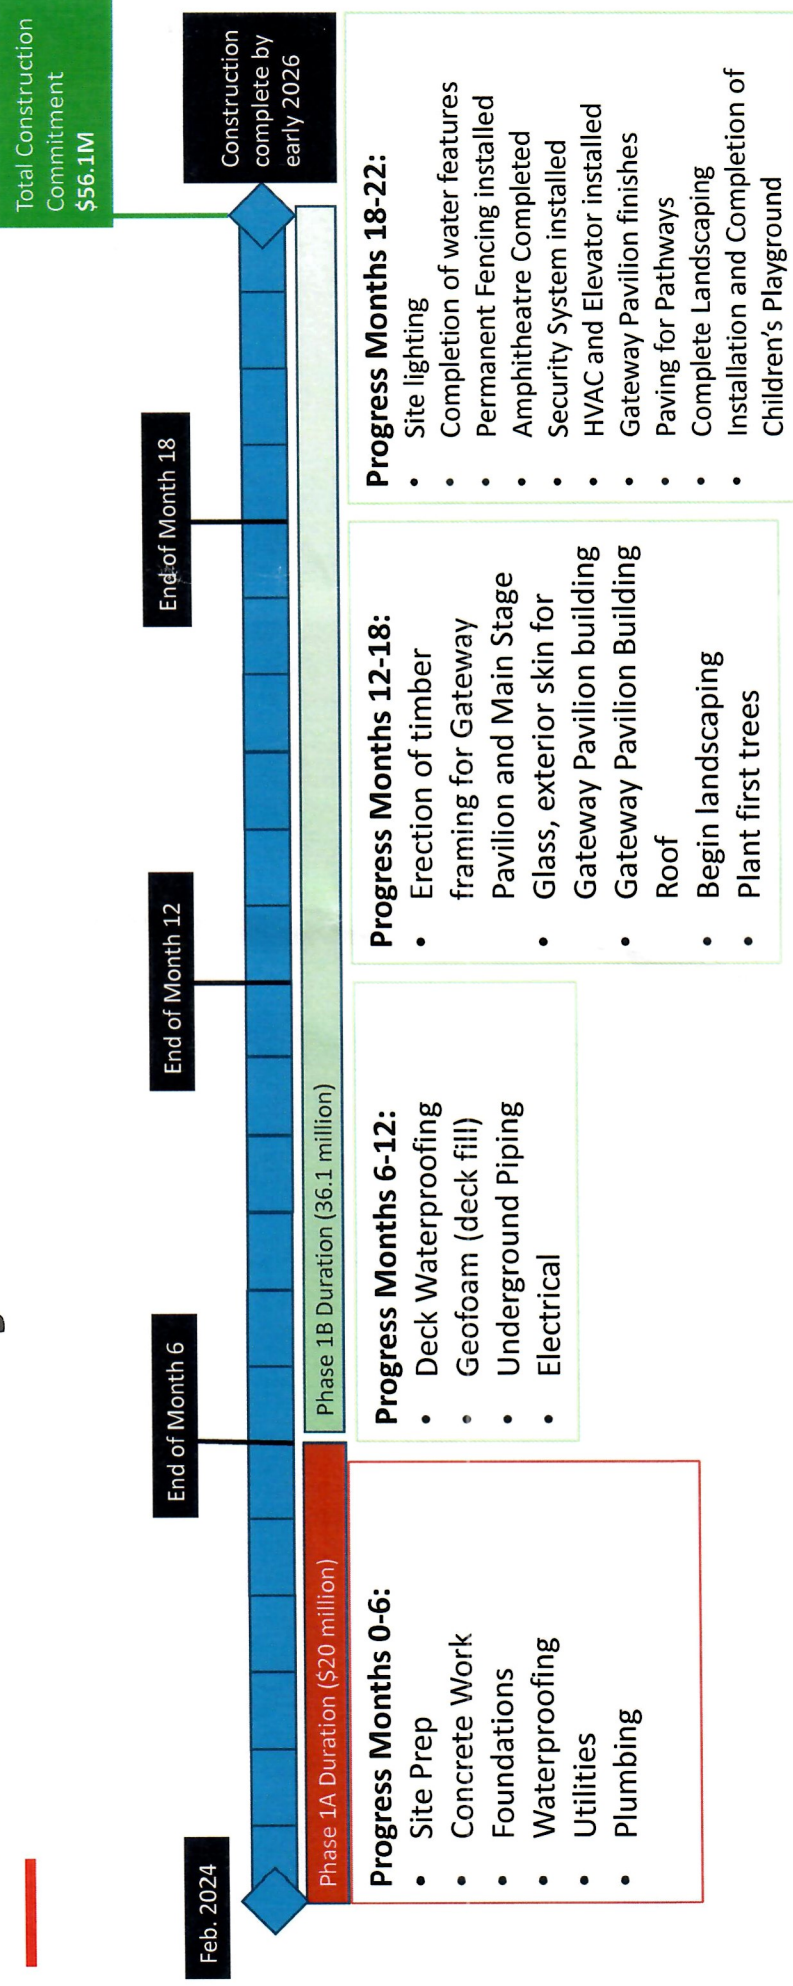 Total Construction
Commitment
$56.1M
Feb. 2024
End of Month 6
End of Month 12
End of Month 18
Construction
complete by
early 2026
Phase 1A Duration ($20 million)
Phase 1B Duration (36.1 million)
Progress Months 0-6:
• Site Prep
• Concrete Work
• Foundations
• Waterproofing
• Utilities
• Plumbing
Progress Months 6-12:
• Deck Waterproofing
• Geofoam (deck fill)
• Underground Piping
• Electrical
Progress Months 12-18:
• Erection of timber
framing for Gateway
Pavilion and Main Stage
• Glass, exterior skin for
Gateway Pavilion building
• Gateway Pavilion Building
Roof
• Begin landscaping
• Plant first trees
Progress Months 18-22:
• Site lighting
• Completion of water features
• Permanent Fencing installed
• Amphitheatre Completed
• Security System installed
• HVAC and Elevator installed
• Gateway Pavilion finishes
• Paving for Pathways
• Complete Landscaping
• Installation and Completion of
Children's Playground